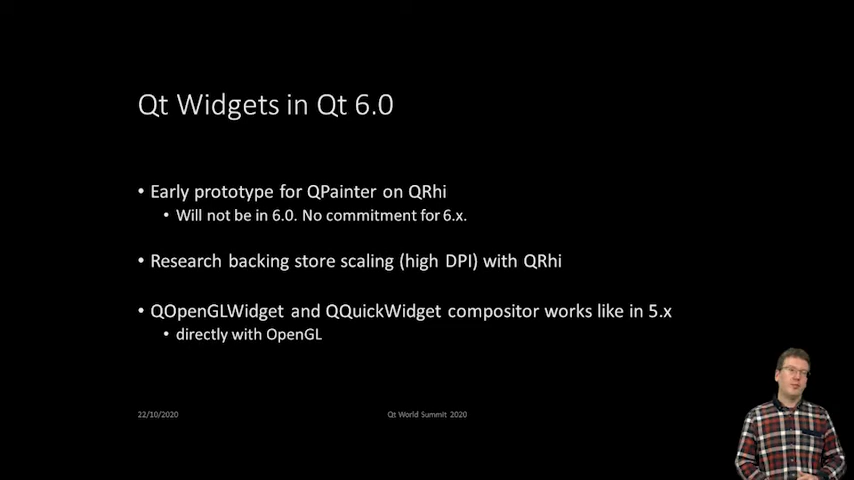 Qt Widgets in Qt 6.0
• Early prototype for QPainter on QRhi
• Will not be in 6.0. No commitment for 6.x.
• Research backing store scaling (high DPI) with QRhi
• QOpenGLWidget and QQuickWidget compositor works like in 5.x
• directly with OpenGL
22/10/2020
Qt World Summit 2020